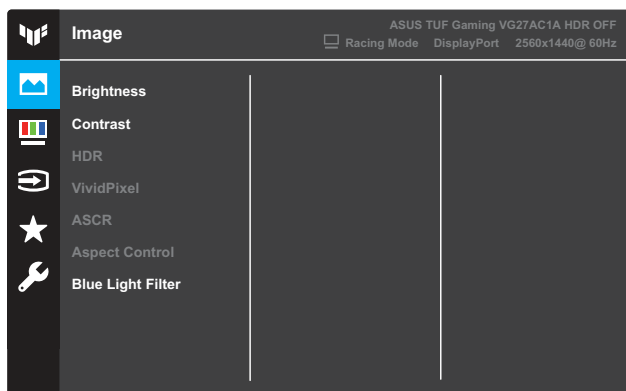 Image
ASUS TUF Gaming VG27AC1A HDR OFF
Racing Mode DisplayPort 2560x1440@ 60Hz
Brightness
Contrast
HDR
VividPixel
ASCR
Aspect Control
Blue Light Filter